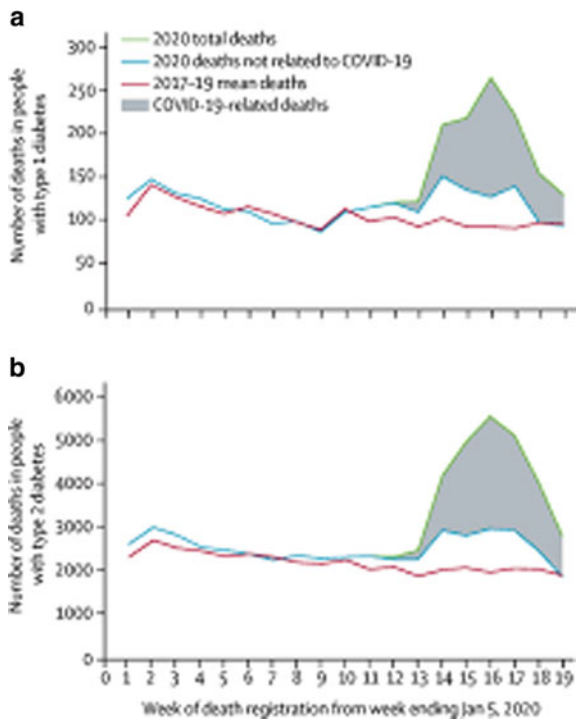 a
300
250
200
150
100
50
0
Number of deaths in people
with type 1 diabetes
2020 total deaths
2020 deaths not related to COVID-19
2017–19 mean deaths
COVID-19-related deaths
b
6000
5000
4000
3000
2000
1000
0
Number of deaths in people
with type 2 diabetes
0 1 2 3 4 5 6 7 8 9 10 11 12 13 14 15 16 17 18 19
Week of death registration from week ending Jan 5, 2020